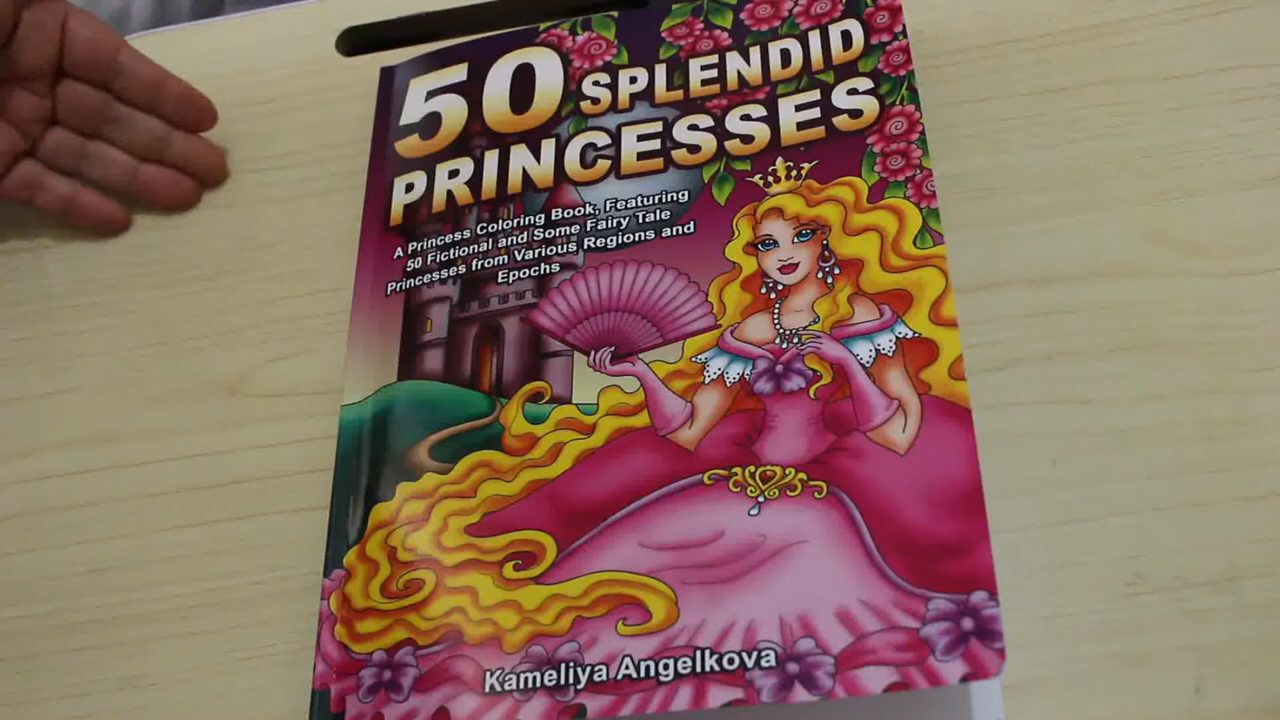 50 SPLENDID
PRINCESSES
A Princess Coloring Book, Featuring
50 Fictional and Some Fairy Tale
Princesses from Various Regions and
Epochs
Kameliya Angelkova